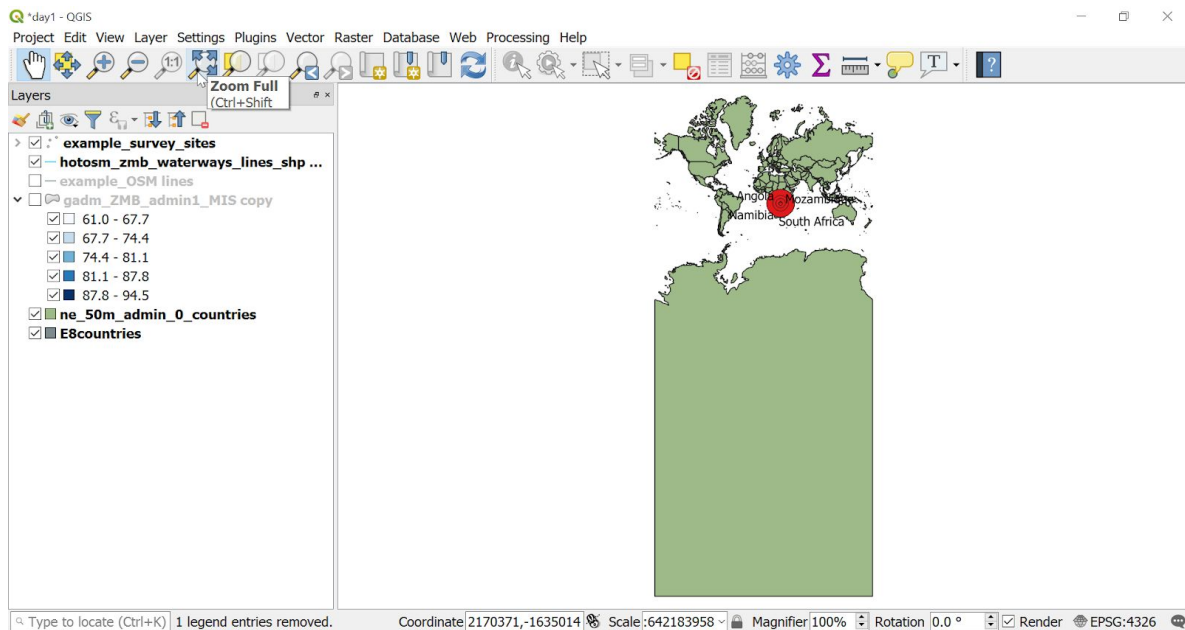 *day1 - QGIS
Project Edit View Layer Settings Plugins Vector Raster Database Web Processing Help
1:1
T
?
Zoom Full
(Ctrl+Shift
Layers
example_survey_sites
hotosm_zmb_waterways_lines_shp ...
example_OSM lines
gadm_ZMB_admin1_MIS copy
61.0 - 67.7
67.7 - 74.4
74.4 - 81.1
81.1 - 87.8
87.8 - 94.5
ne_50m_admin_0_countries
E8countries
Angola
Mozambique
Namibia
South Africa
Type to locate (Ctrl+K) 1 legend entries removed. Coordinate 2170371,-1635014 Scale :642183958 Magnifier 100% Rotation 0.0 ° Render EPSG:4326